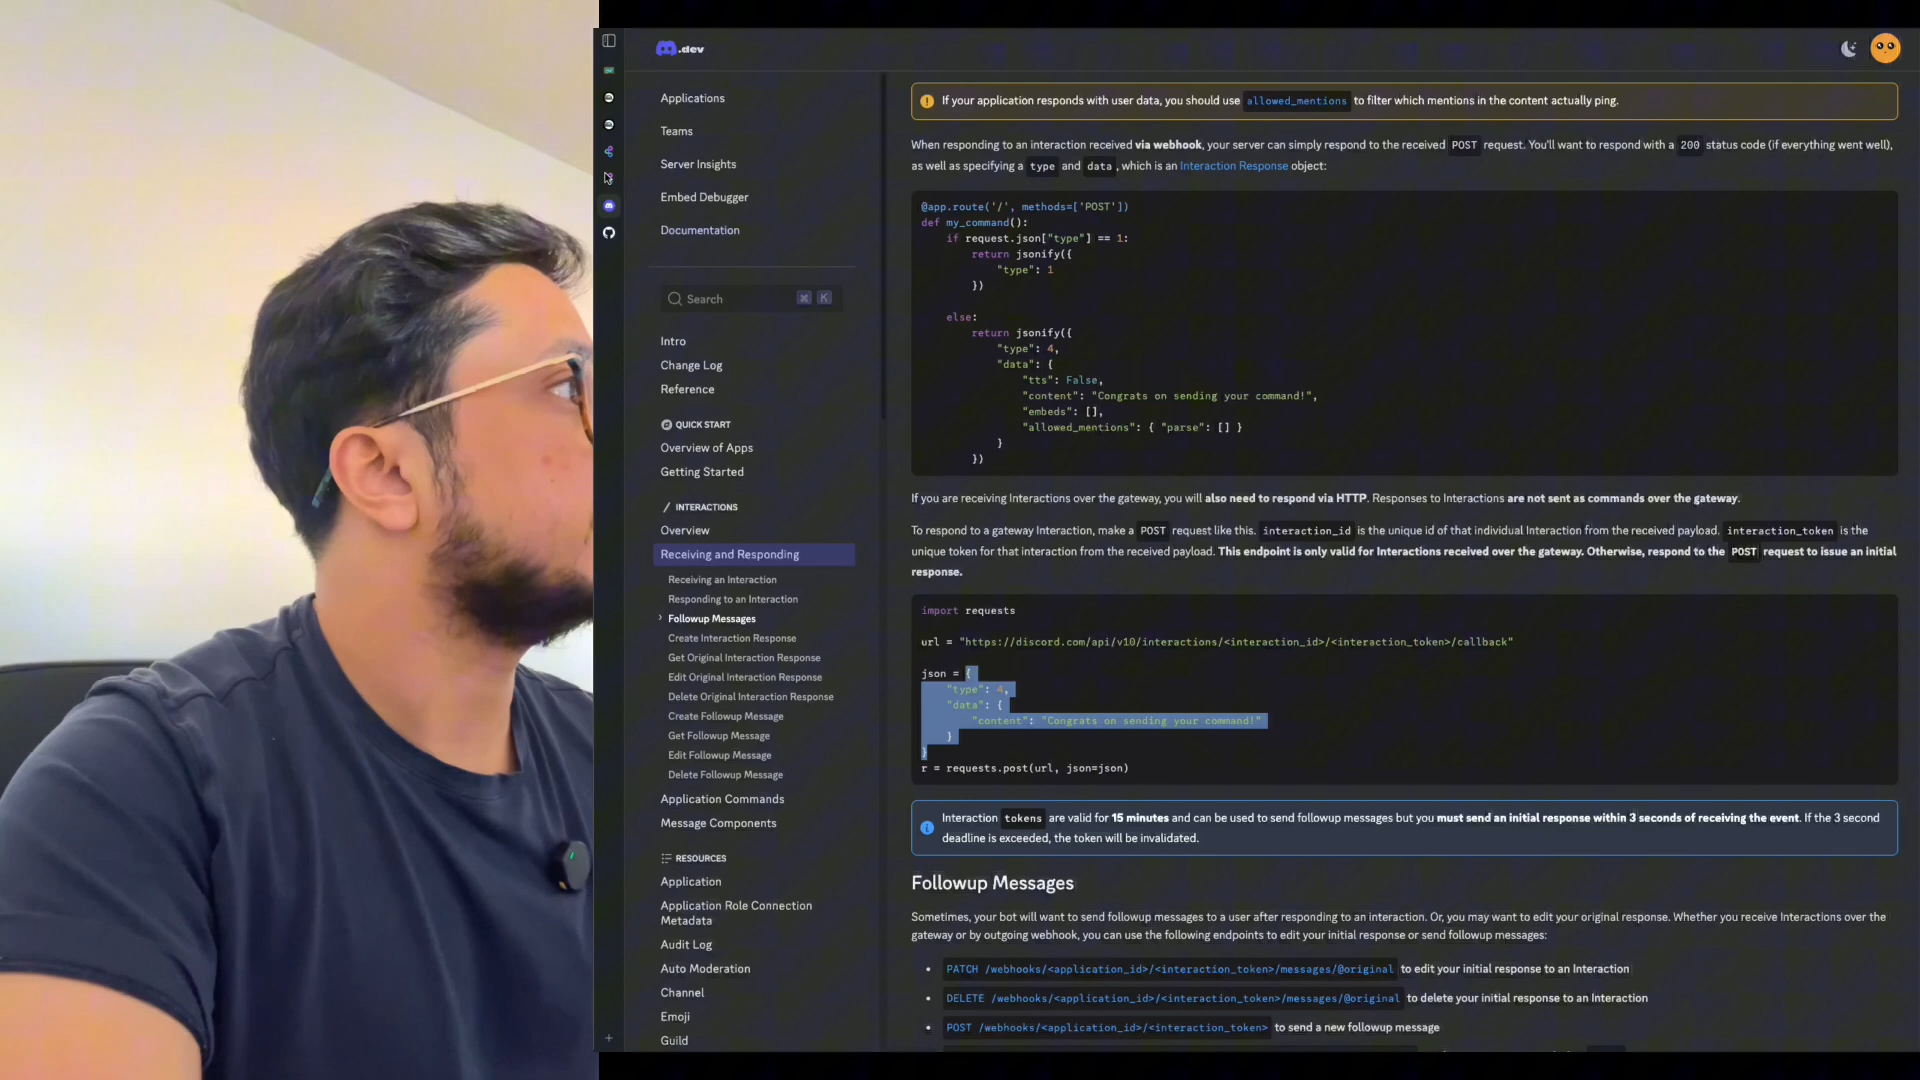 .dev
Applications
Teams
Server Insights
Embed Debugger
Documentation
Search ⌘ K
Intro
Change Log
Reference
QUICK START
Overview of Apps
Getting Started
INTERACTIONS
Overview
Receiving and Responding
Receiving an Interaction
Responding to an Interaction
Followup Messages
Create Interaction Response
Get Original Interaction Response
Edit Original Interaction Response
Delete Original Interaction Response
Create Followup Message
Get Followup Message
Edit Followup Message
Delete Followup Message
Application Commands
Message Components
RESOURCES
Application
Application Role Connection
Metadata
Audit Log
Auto Moderation
Channel
Emoji
Guild
If your application responds with user data, you should use allowed_mentions to filter which mentions in the content actually ping.
When responding to an interaction received via webhook, your server can simply respond to the received POST request. You'll want to respond with a 200 status code (if everything went well),
as well as specifying a type and data, which is an Interaction Response object:
@app.route('/', methods=['POST'])
def my_command():
if request.json["type"] == 1:
return jsonify({
"type": 1
})
else:
return jsonify({
"type": 4,
"data": {
"tts": False,
"content": "Congrats on sending your command!",
"embeds": [],
"allowed_mentions": { "parse": [] }
}
})
If you are receiving Interactions over the gateway, you will also need to respond via HTTP. Responses to Interactions are not sent as commands over the gateway.
To respond to a gateway Interaction, make a POST request like this. interaction_id is the unique id of that individual Interaction from the received payload. interaction_token is the
unique token for that interaction from the received payload. This endpoint is only valid for Interactions received over the gateway. Otherwise, respond to the POST request to issue an initial
response.
import requests
url = "https://discord.com/api/v10/interactions/<interaction_id>/<interaction_token>/callback"
json = {
"type": 4,
"data": {
"content": "Congrats on sending your command!"
}
}
r = requests.post(url, json=json)
Interaction tokens are valid for 15 minutes and can be used to send followup messages but you must send an initial response within 3 seconds of receiving the event. If the 3 second
deadline is exceeded, the token will be invalidated.
Followup Messages
Sometimes, your bot will want to send followup messages to a user after responding to an interaction. Or, you may want to edit your original response. Whether you receive Interactions over the
gateway or by outgoing webhook, you can use the following endpoints to edit your initial response or send followup messages:
• PATCH /webhooks/<application_id>/<interaction_token>/messages/@original to edit your initial response to an Interaction
• DELETE /webhooks/<application_id>/<interaction_token>/messages/@original to delete your initial response to an Interaction
• POST /webhooks/<application_id>/<interaction_token> to send a new followup message